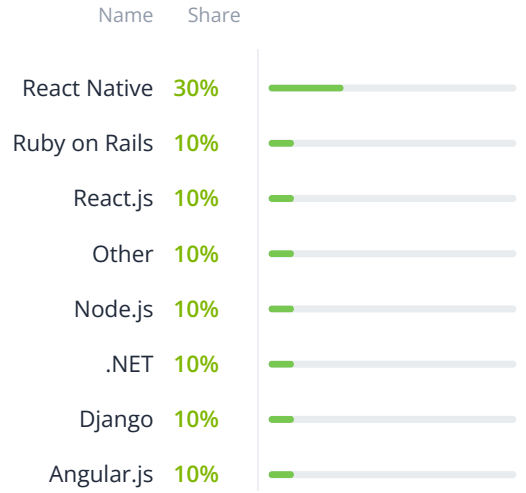 Name Share
React Native 30%
Ruby on Rails 10%
React.js 10%
Other 10%
Node.js 10%
.NET 10%
Django 10%
Angular.js 10%